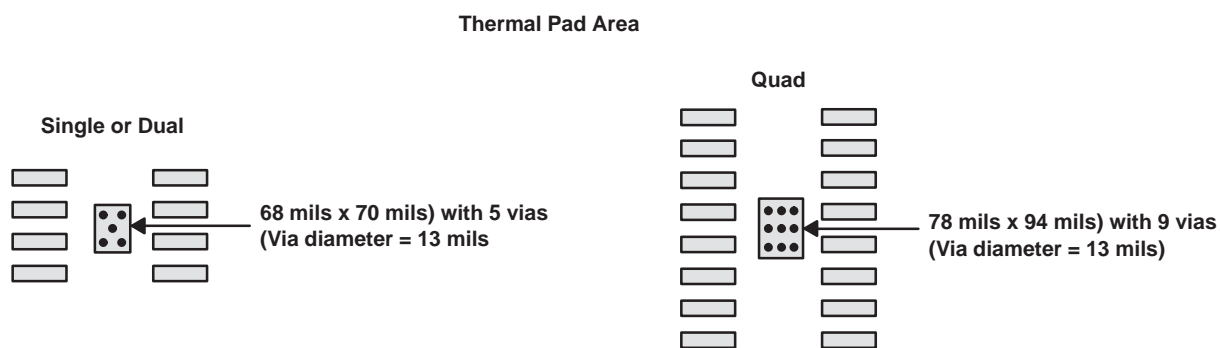 Thermal Pad Area
Single or Dual
68 mils x 70 mils) with 5 vias
(Via diameter = 13 mils
Quad
78 mils x 94 mils) with 9 vias
(Via diameter = 13 mils)